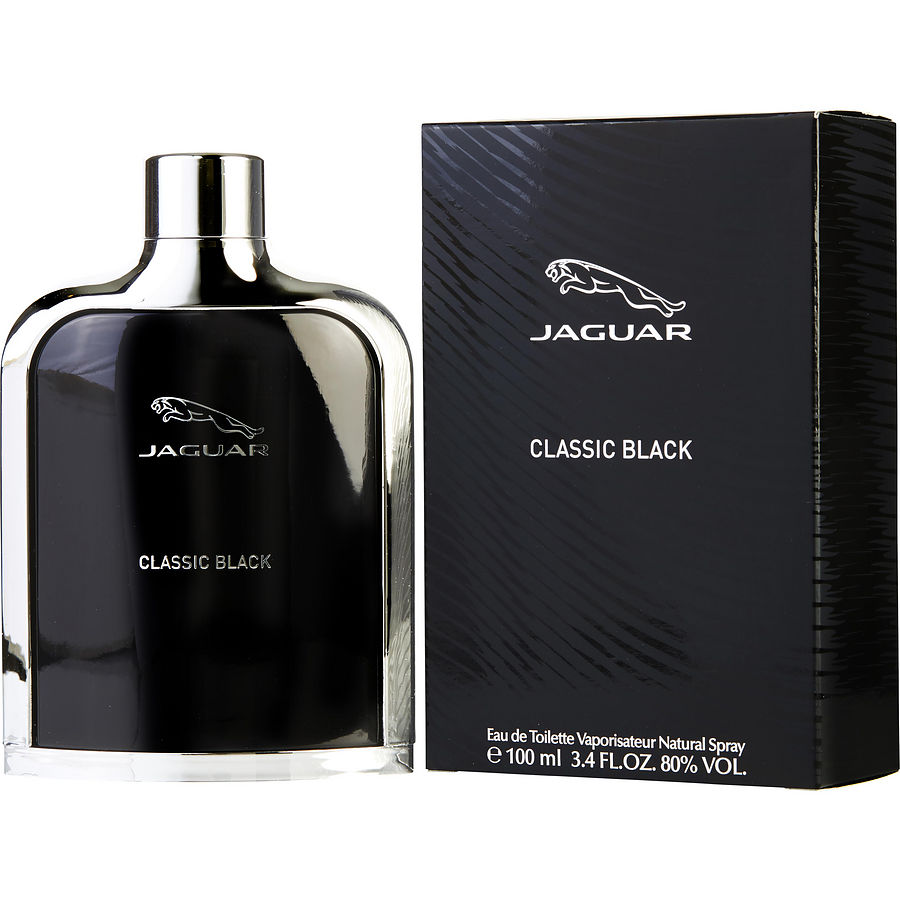 JAGUAR
CLASSIC BLACK
JAGUAR
CLASSIC BLACK
Eau de Toilette Vaporisateur Natural Spray
℮ 100 ml 3.4 FL.OZ. 80% VOL.